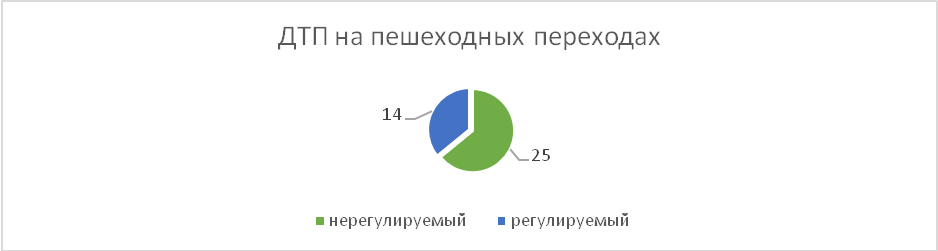 ДТП на пешеходных переходах
14
25
нерегулируемый
регулируемый